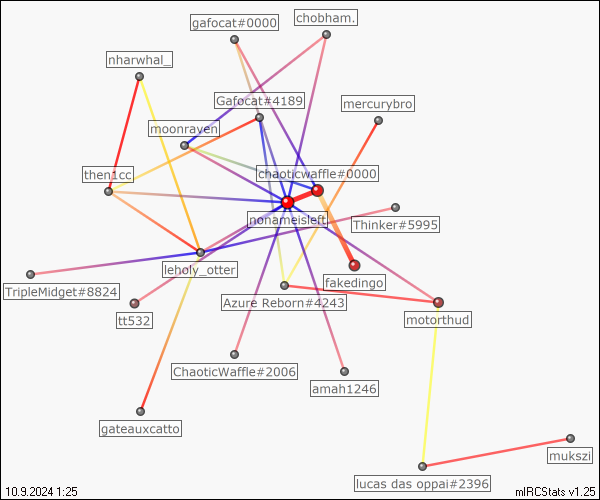 gafocat#0000
chobham.
nharwhal_
Gafocat#4189
mercurybro
moonraven
chaoticwaffle#0000
then1cc
nonameisleft
Thinker#5995
leholy_otter
fakedingo
TripleMidget#8824
Azure Reborn#4243
tt532
motorthud
ChaoticWaffle#2006
amah1246
gateauxcatto
mukszi
lucas das oppai#2396
10.9.2024 1:25
mIRCStats v1.25